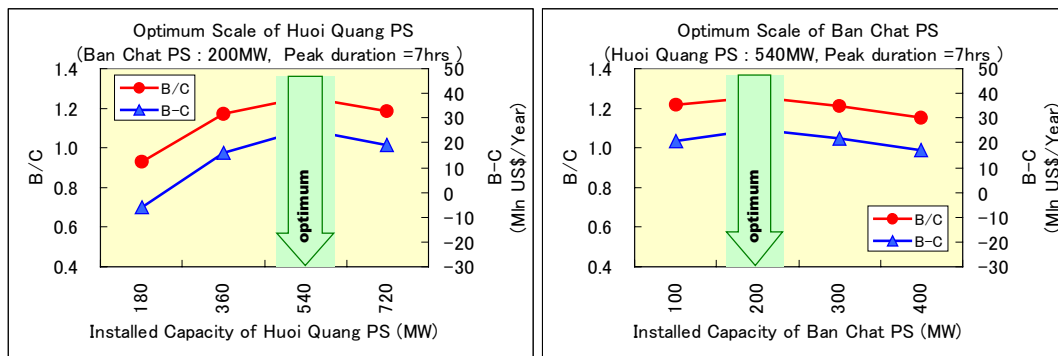 Optimum Scale of Huoi Quang PS
(Ban Chat PS : 200MW, Peak duration =7hrs )
B/C
B-C
1.4
1.2
1.0
0.8
0.6
0.4
B/C
50
40
30
20
10
0
-10
-20
-30
B-C
(Mln US$/Year)
optimum
180
360
540
720
Installed Capacity of Huoi Quang PS (MW)
Optimum Scale of Ban Chat PS
(Huoi Quang PS : 540MW, Peak duration =7hrs )
1.4
1.2
1.0
0.8
0.6
0.4
B/C
50
40
30
20
10
0
-10
-20
-30
B-C
(Mln US$/Year)
optimum
B/C
B-C
100
200
300
400
Installed Capacity of Ban Chat PS (MW)